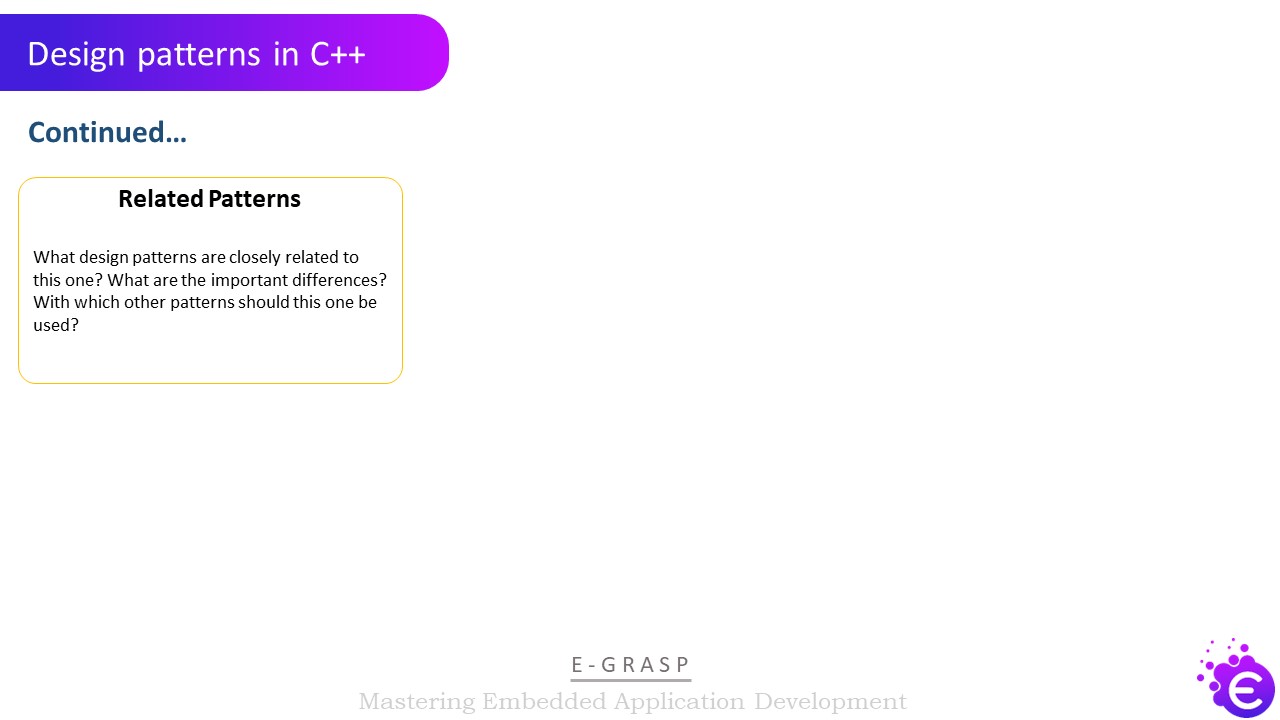 Design patterns in C++
Continued…
Related Patterns
What design patterns are closely related to
this one? What are the important differences?
With which other patterns should this one be
used?
E-GRASP
Mastering Embedded Application Development